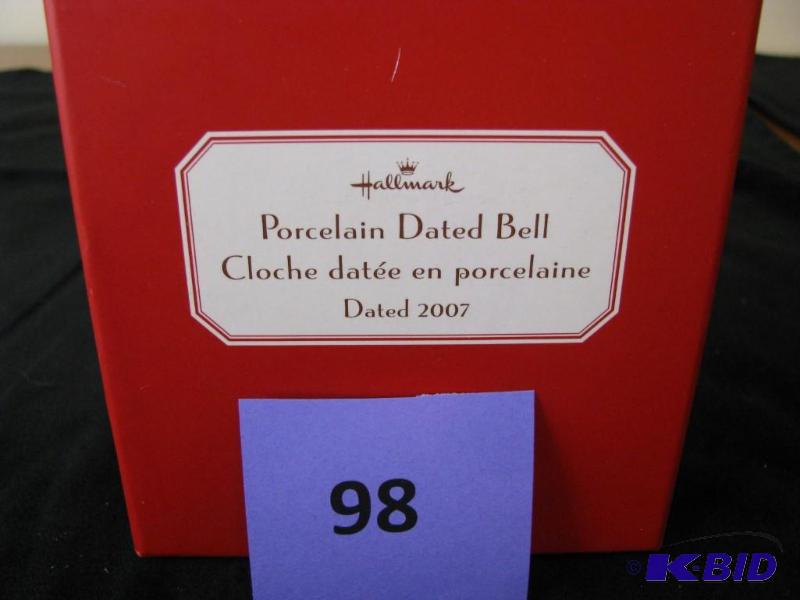 Hallmark
Porcelain Dated Bell
Cloche datée en porcelaine
Dated 2007
98
© K-BID